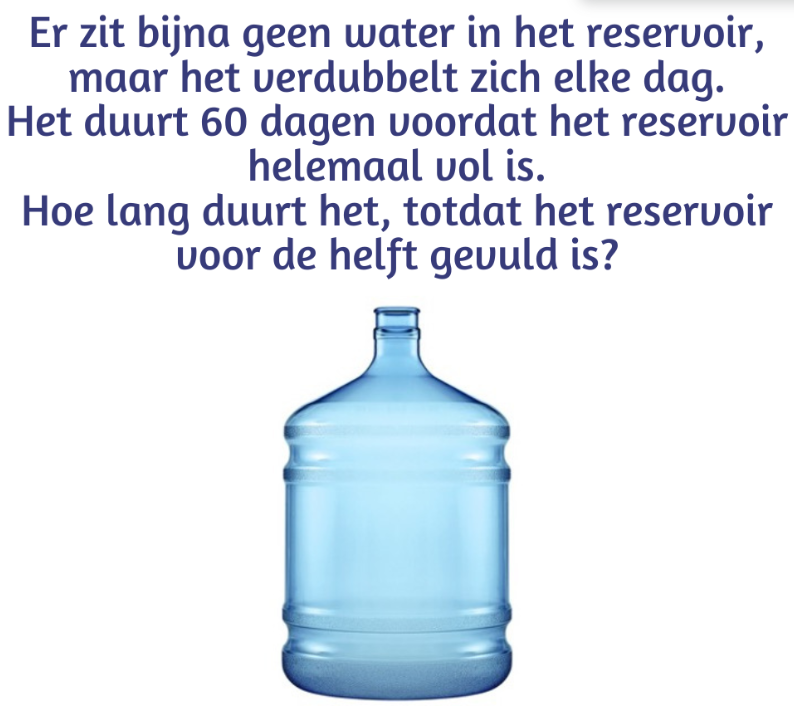 Er zit bijna geen water in het reservoir,
maar het verdubbelt zich elke dag.
Het duurt 60 dagen voordat het reservoir
helemaal vol is.
Hoe lang duurt het, totdat het reservoir
voor de helft gevuld is?